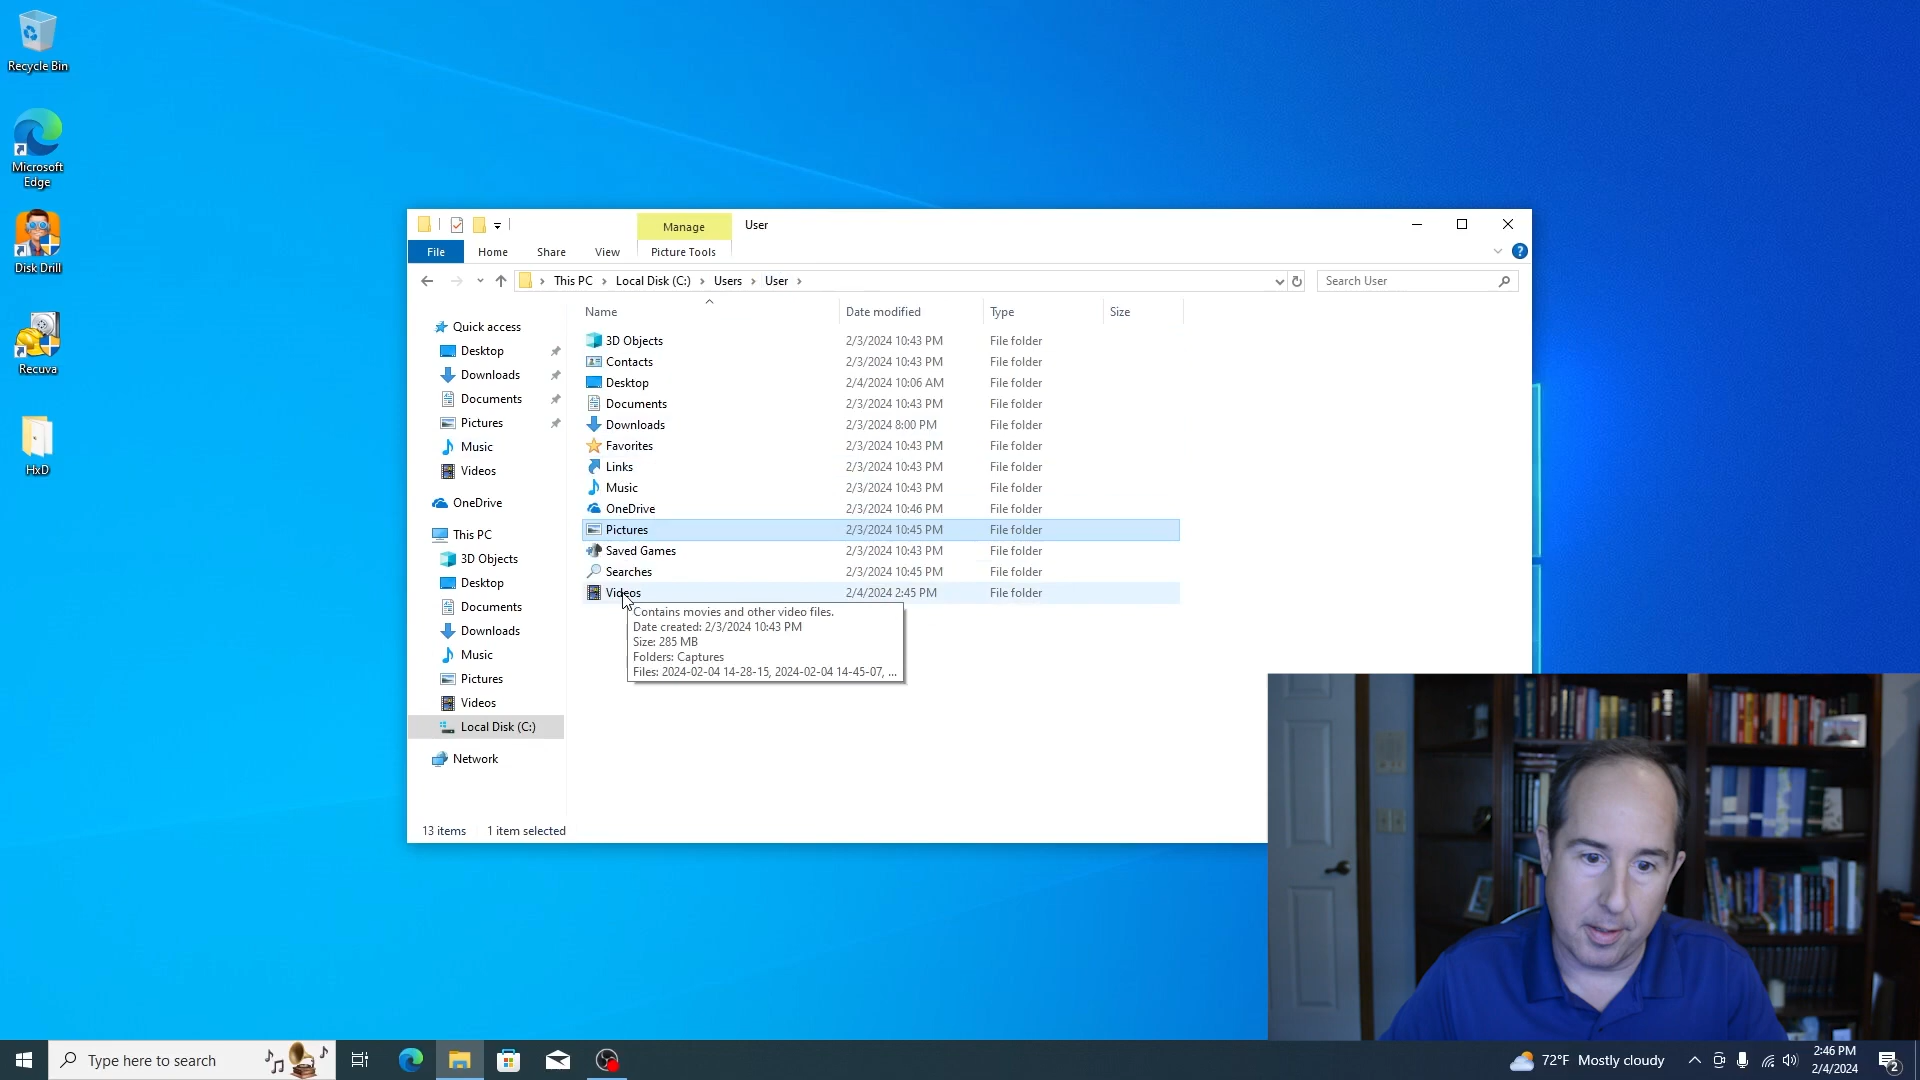 Recycle Bin
Microsoft
Edge
Disk Drill
Recuva
HxD
Manage
User
File
Home
Share
View
Picture Tools
This PC
Local Disk (C:)
Users
User
Search User
Quick access
Desktop
Downloads
Documents
Pictures
Music
Videos
OneDrive
This PC
3D Objects
Desktop
Documents
Downloads
Music
Pictures
Videos
Local Disk (C:)
Network
Name Date modified Type Size
3D Objects 2/3/2024 10:43 PM File folder
Contacts 2/3/2024 10:43 PM File folder
Desktop 2/4/2024 10:06 AM File folder
Documents 2/3/2024 10:43 PM File folder
Downloads 2/3/2024 8:00 PM File folder
Favorites 2/3/2024 10:43 PM File folder
Links 2/3/2024 10:43 PM File folder
Music 2/3/2024 10:43 PM File folder
OneDrive 2/3/2024 10:46 PM File folder
Pictures 2/3/2024 10:45 PM File folder
Saved Games 2/3/2024 10:43 PM File folder
Searches 2/3/2024 10:45 PM File folder
Videos 2/4/2024 2:45 PM File folder
Contains movies and other video files.
Date created: 2/3/2024 10:43 PM
Size: 285 MB
Folders: Captures
Files: 2024-02-04 14-28-15, 2024-02-04 14-45-07, ...
13 items 1 item selected
Type here to search
72°F Mostly cloudy
2:46 PM
2/4/2024
2